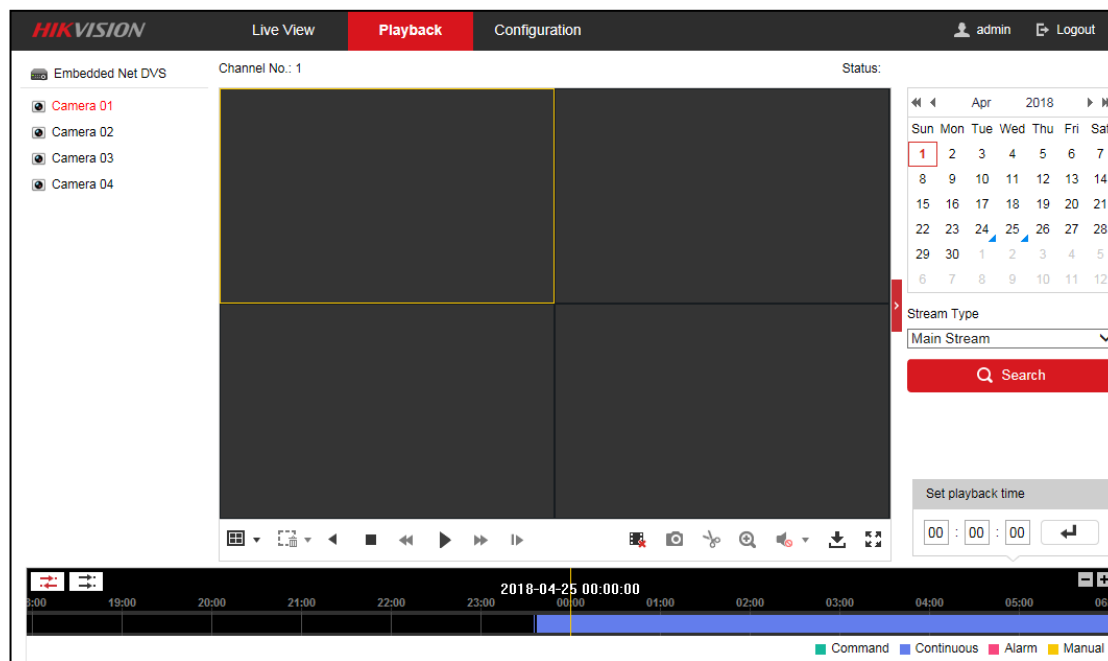 HIKVISION Live View Playback Configuration admin Logout
Embedded Net DVS
Camera 01
Camera 02
Camera 03
Camera 04
Channel No.: 1 Status:
Apr 2018
Sun Mon Tue Wed Thu Fri Sat
1 2 3 4 5 6 7
8 9 10 11 12 13 14
15 16 17 18 19 20 21
22 23 24 25 26 27 28
29 30 1 2 3 4 5
6 7 8 9 10 11 12
Stream Type
Main Stream
Search
Set playback time
00 : 00 : 00
2018-04-25 00:00:00
:00 19:00 20:00 21:00 22:00 23:00 00:00 01:00 02:00 03:00 04:00 05:00 06
Command Continuous Alarm Manual